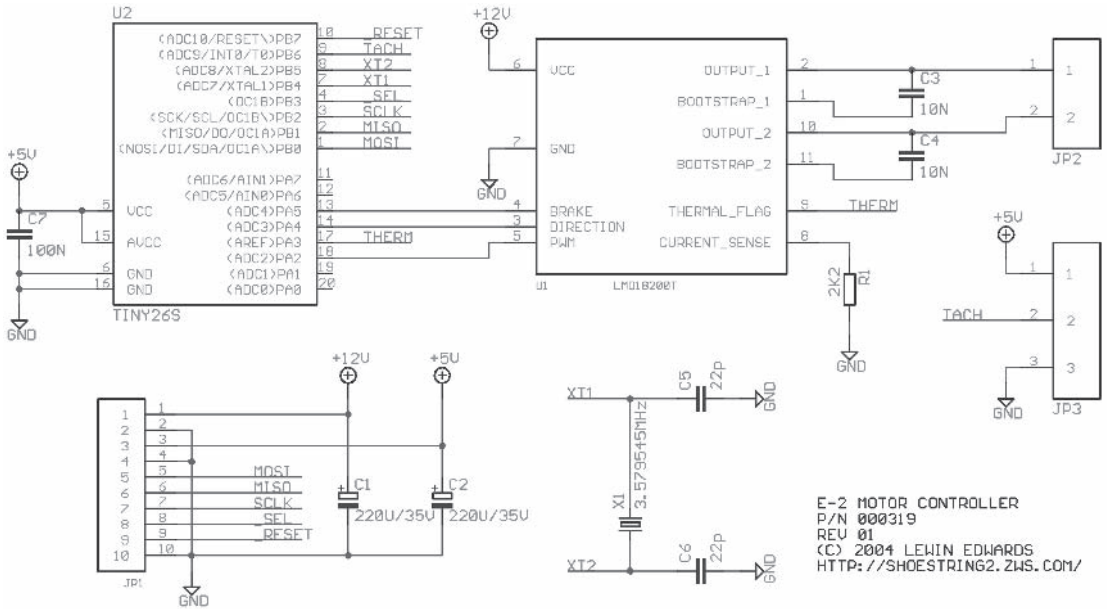 U2
TINY26S
(ADC10/RESET\)PB7 10 _RESET
(ADC9/INT0/T0)PB6 9 TACH
(ADC8/XTAL2)PB5 8 XT2
(ADC7/XTAL1)PB4 7 XT1
(OC1B)PB3 4 _SEL
(SCK/SCL/OC1B\)PB2 3 SCLK
(MISO/DO/OC1A)PB1 2 MISO
(MOSI/DI/SDA/OC1A\)PB0 1 MOSI
(ADC6/AIN1)PA7 11
(ADC5/AIN0)PA6 12
(ADC4)PA5 13
(ADC3)PA4 14
(AREF)PA3 17 THERM
(ADC2)PA2 18
(ADC1)PA1 19
(ADC0)PA0 20
+5V
C7
100N
5 VCC
15 AVCC
6 GND
16 GND
GND
+12V
6 VCC
7 GND
GND
4 BRAKE
3 DIRECTION
5 PWM
OUTPUT_1 2
BOOTSTRAP_1 1
OUTPUT_2 10
BOOTSTRAP_2 11
THERMAL_FLAG 9 THERM
CURRENT_SENSE 8
U1 LMD18200T
C3
10N
C4
10N
1 1
2 2
JP2
2K2
R1
GND
+5V
1 1
TACH 2 2
3 3
GND
JP3
+12V
+5V
1 1
2 2
3 3
4 4
5 5 MOSI
6 6 MISO
7 7 SCLK
8 8 _SEL
9 9 _RESET
10 10
JP1
GND
+ C1
220U/35V
+ C2
220U/35V
XT1
C5
22p
GND
X1
3.579545MHz
XT2
C6
22p
GND
E-2 MOTOR CONTROLLER
P/N 000319
REV 01
(C) 2004 LEWIN EDWARDS
HTTP://SHOESTRING2.ZWS.COM/